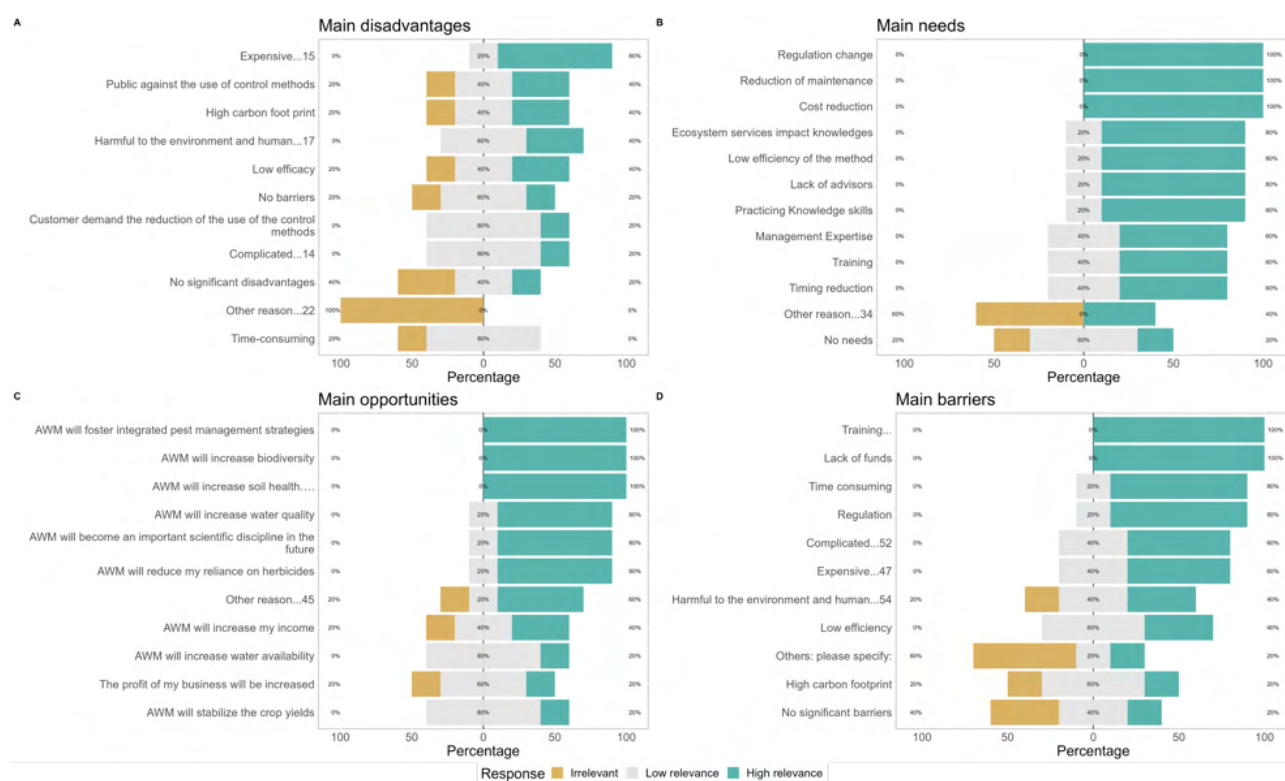 A
Main disadvantages
Expensive...15 0% 20% 80%
Public against the use of control methods 20% 40% 40%
High carbon foot print 20% 40% 40%
Harmful to the environment and human...17 0% 60% 40%
Low efficacy 20% 40% 40%
No barriers 20% 60% 20%
Customer demand the reduction of the use of the control
methods 0% 80% 20%
Complicated...14 0% 80% 20%
No significant disadvantages 40% 40% 20%
Other reason...22 100% 0% 0%
Time-consuming 20% 80% 0%
100 50 0 50 100
Percentage
B
Main needs
Regulation change 0% 0% 100%
Reduction of maintenance 0% 0% 100%
Cost reduction 0% 0% 100%
Ecosystem services impact knowledges 0% 20% 80%
Low efficiency of the method 0% 20% 80%
Lack of advisors 0% 20% 80%
Practicing Knowledge skills 0% 20% 80%
Management Expertise 0% 40% 60%
Training 0% 40% 60%
Timing reduction 0% 40% 60%
Other reason...34 60% 0% 40%
No needs 20% 60% 20%
100 50 0 50 100
Percentage
C
Main opportunities
AWM will foster integrated pest management strategies 0% 0% 100%
AWM will increase biodiversity 0% 0% 100%
AWM will increase soil health.... 0% 0% 100%
AWM will increase water quality 0% 20% 80%
AWM will become an important scientific discipline in the
future 0% 20% 80%
AWM will reduce my reliance on herbicides 0% 20% 80%
Other reason...45 20% 20% 60%
AWM will increase my income 20% 40% 40%
AWM will increase water availability 0% 80% 20%
The profit of my business will be increased 20% 60% 20%
AWM will stabilize the crop yields 0% 80% 20%
100 50 0 50 100
Percentage
D
Main barriers
Training... 0% 0% 100%
Lack of funds 0% 0% 100%
Time consuming 0% 20% 80%
Regulation 0% 20% 80%
Complicated...52 0% 40% 60%
Expensive...47 0% 40% 60%
Harmful to the environment and human...54 20% 40% 40%
Low efficiency 0% 60% 40%
Others: please specify: 60% 20% 20%
High carbon footprint 20% 60% 20%
No significant barriers 40% 40% 20%
100 50 0 50 100
Percentage
Response Irrelevant Low relevance High relevance